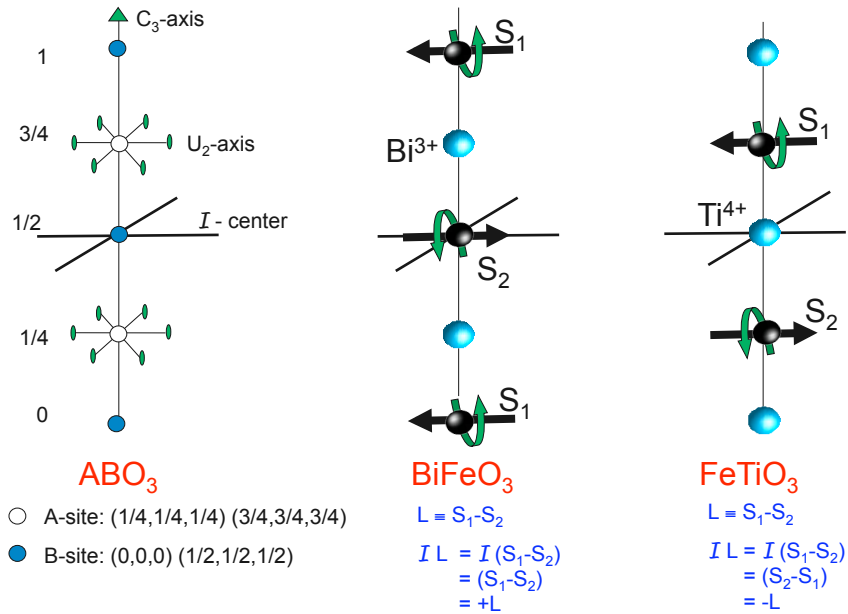 C₃-axis
1
3/4
U₂-axis
1/2
I - center
1/4
0
ABO₃
A-site: (1/4,1/4,1/4) (3/4,3/4,3/4)
B-site: (0,0,0) (1/2,1/2,1/2)
S₁
Bi³⁺
S₂
S₁
BiFeO₃
L ≡ S₁-S₂
I L = I (S₁-S₂)
= (S₁-S₂)
= +L
S₁
Ti⁴⁺
S₂
FeTiO₃
L ≡ S₁-S₂
I L = I (S₁-S₂)
= (S₂-S₁)
= -L